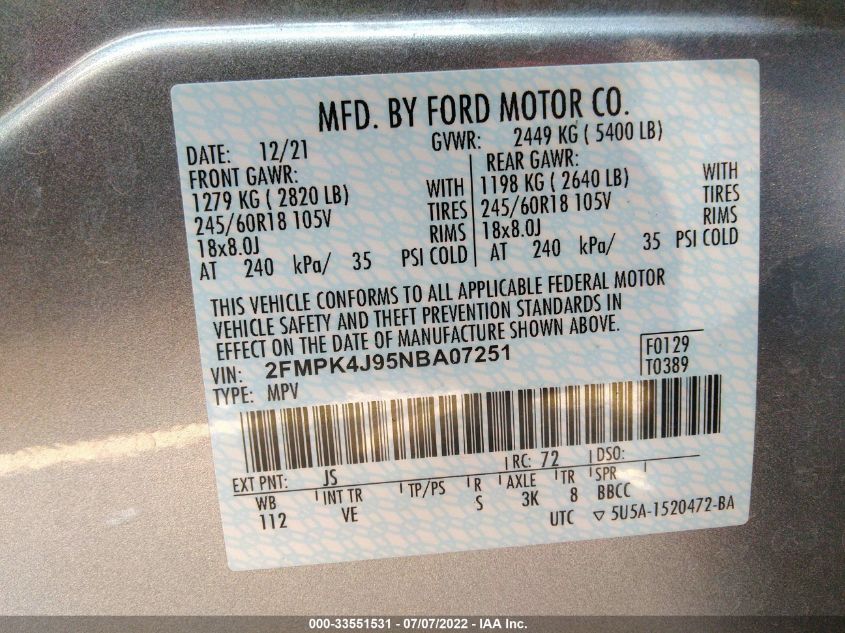 MFD. BY FORD MOTOR CO.
DATE: 12/21 GVWR: 2449 KG ( 5400 LB)
FRONT GAWR: REAR GAWR:
1279 KG ( 2820 LB) WITH 1198 KG ( 2640 LB) WITH
245/60R18 105V TIRES 245/60R18 105V TIRES
18x8.0J RIMS 18x8.0J RIMS
AT 240 kPa/ 35 PSI COLD AT 240 kPa/ 35 PSI COLD
THIS VEHICLE CONFORMS TO ALL APPLICABLE FEDERAL MOTOR
VEHICLE SAFETY AND THEFT PREVENTION STANDARDS IN
EFFECT ON THE DATE OF MANUFACTURE SHOWN ABOVE.
VIN: 2FMPK4J95NBA07251 F0129
TYPE: MPV T0389
EXT PNT: JS RC: 72 DSO:
WB INT TR TP/PS R AXLE TR SPR
112 VE S 3K 8 BBCC
UTC ▽ 5U5A-1520472-BA
000-33551531 - 07/07/2022 - IAA Inc.